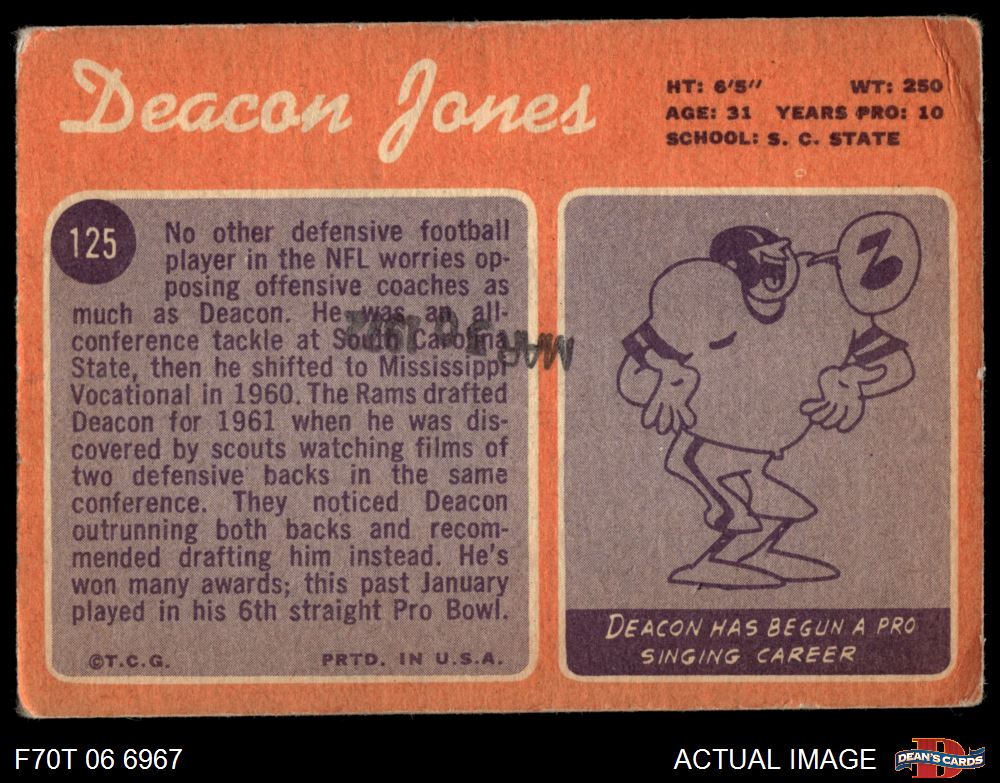 Deacon Jones
HT: 6'5" WT: 250
AGE: 31 YEARS PRO: 10
SCHOOL: S. C. STATE
125
No other defensive football
player in the NFL worries op-
posing offensive coaches as
much as Deacon. He was an all-
conference tackle at South Carolina
State, then he shifted to Mississippi
Vocational in 1960. The Rams drafted
Deacon for 1961 when he was dis-
covered by scouts watching films of
two defensive backs in the same
conference. They noticed Deacon
outrunning both backs and recom-
mended drafting him instead. He's
won many awards; this past January
played in his 6th straight Pro Bowl.
©T.C.G. PRTD. IN U.S.A.
MAR 1972
DEACON HAS BEGUN A PRO
SINGING CAREER
F70T 06 6967
ACTUAL IMAGE
DEAN'S CARDS